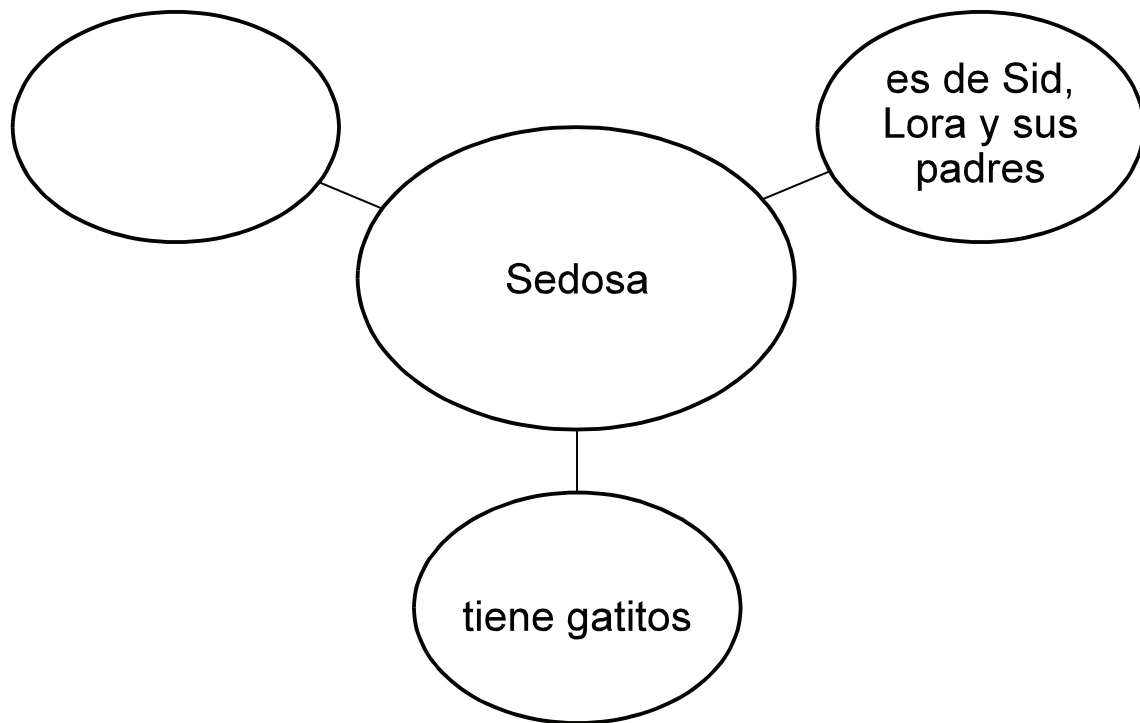 es de Sid,
Lora y sus
padres
Sedosa
tiene gatitos